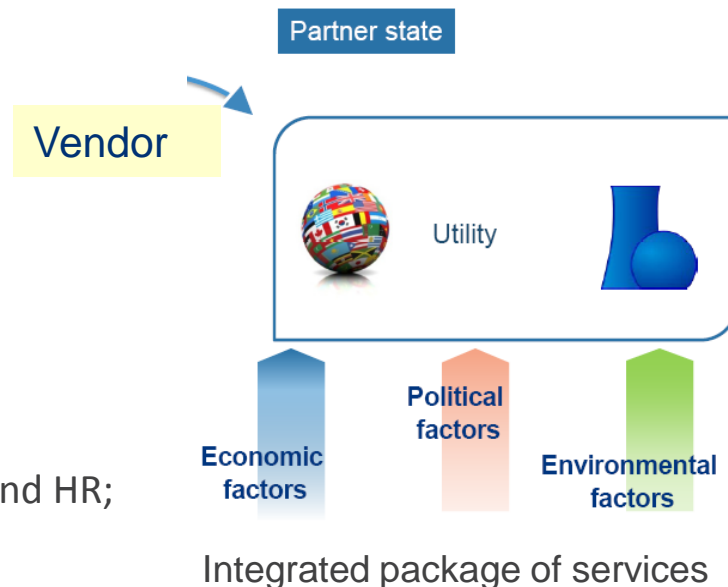 Partner state
Vendor
Utility
Political
factors
Economic
factors
Environmental
factors
nd HR;
Integrated package of services